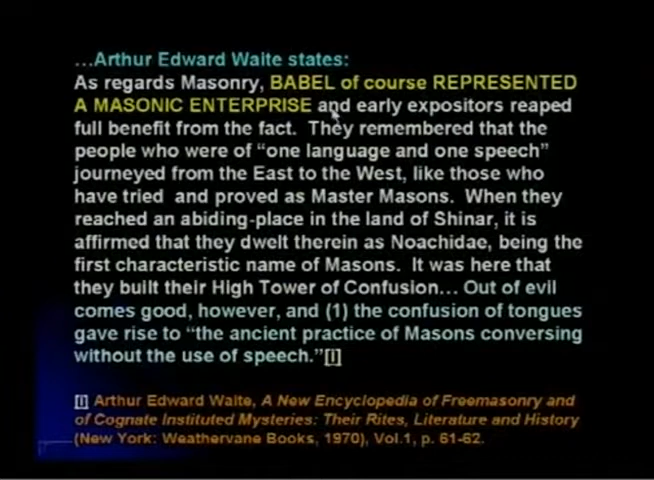 ...Arthur Edward Waite states:
As regards Masonry, BABEL of course REPRESENTED
A MASONIC ENTERPRISE and early expositors reaped
full benefit from the fact.  They remembered that the
people who were of "one language and one speech"
journeyed from the East to the West, like those who
have tried  and proved as Master Masons.  When they
reached an abiding-place in the land of Shinar, it is
affirmed that they dwelt therein as Noachidae, being the
first characteristic name of Masons.  It was here that
they built their High Tower of Confusion... Out of evil
comes good, however, and (1) the confusion of tongues
gave rise to "the ancient practice of Masons conversing
without the use of speech."[i]
[i] Arthur Edward Waite, A New Encyclopedia of Freemasonry and
of Cognate Instituted Mysteries: Their Rites, Literature and History
(New York: Weathervane Books, 1970), Vol.1, p. 61-62.